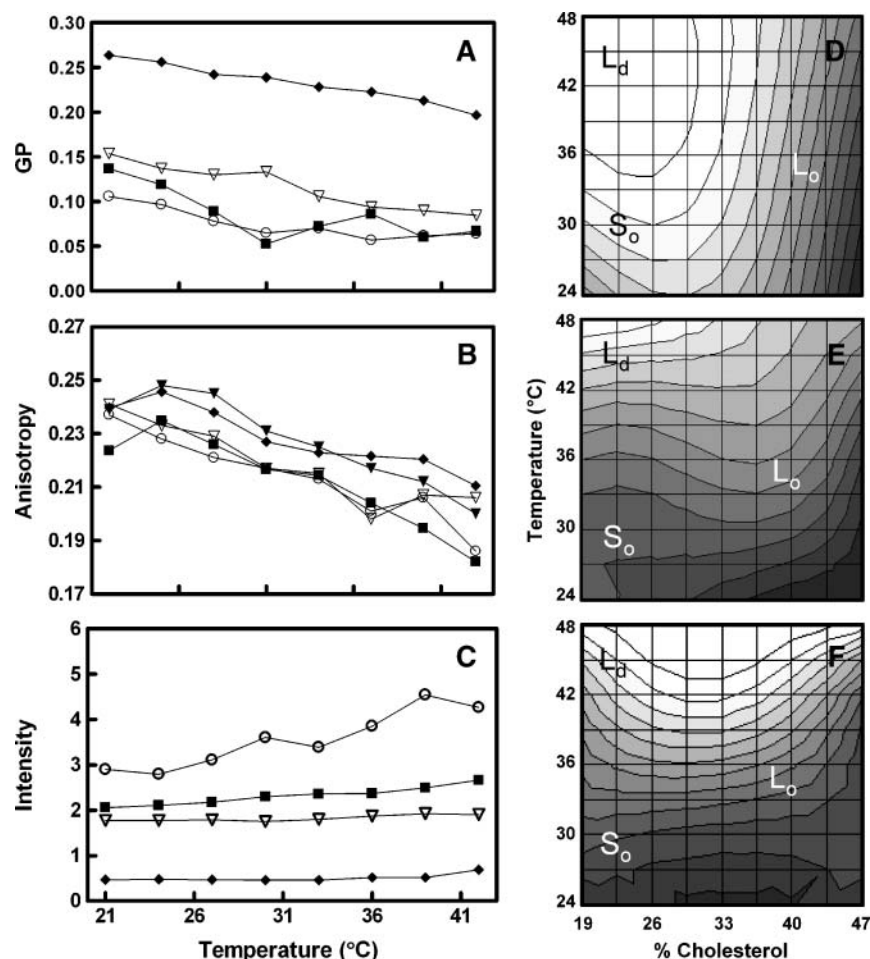 A
GP
0.30
0.25
0.20
0.15
0.10
0.05
0.00
B
Anisotropy
0.27
0.25
0.23
0.21
0.19
0.17
C
Intensity
6
5
4
3
2
1
0
21 26 31 36 41
Temperature (°C)
D
48
42
36
30
24
Ld
Lo
So
E
Temperature (°C)
48
42
36
30
24
Ld
Lo
So
F
48
42
36
30
24
Ld
Lo
So
19 26 33 40 47
% Cholesterol